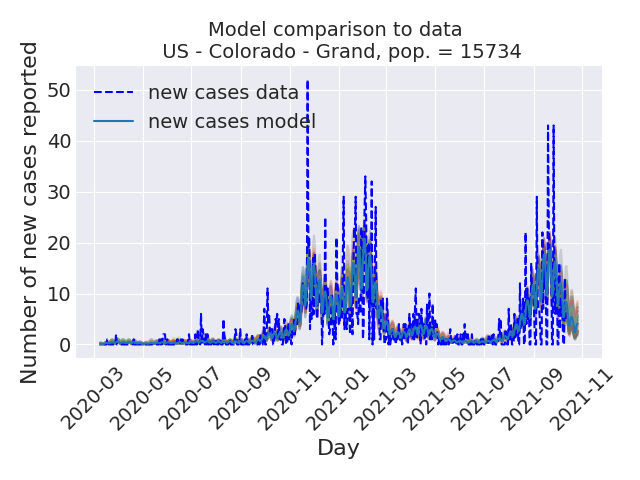 Model comparison to data
US - Colorado - Grand, pop. = 15734
Number of new cases reported
50
40
30
20
10
0
new cases data
new cases model
2020-03
2020-05
2020-07
2020-09
2020-11
2021-01
2021-03
2021-05
2021-07
2021-09
2021-11
Day